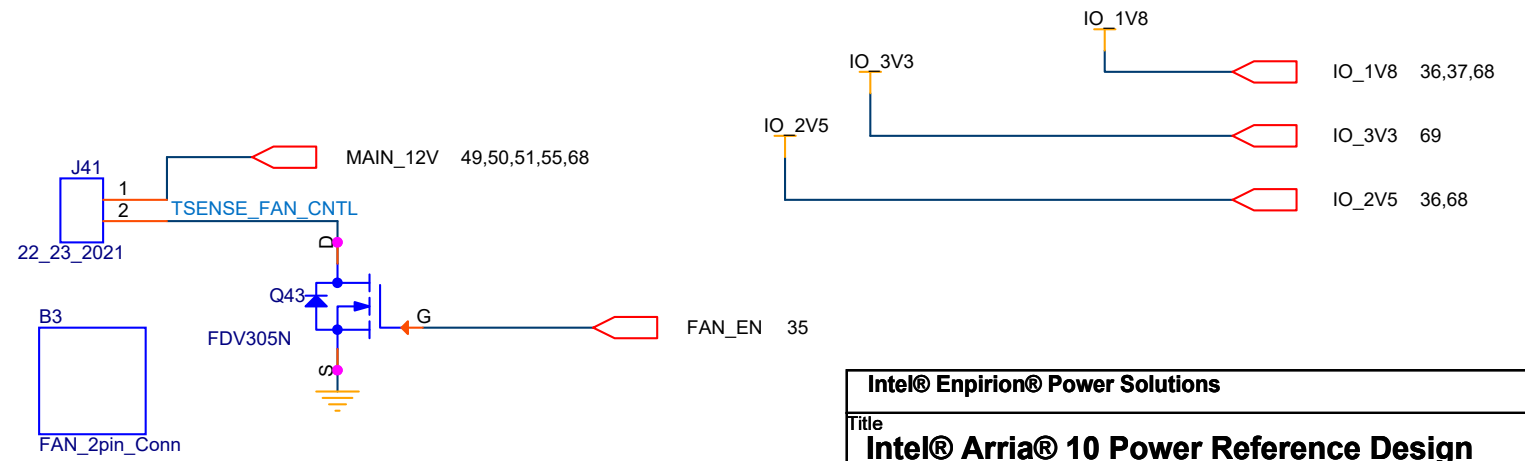 IO_1V8
IO_1V8 36,37,68
IO_3V3
IO_3V3 69
IO_2V5
IO_2V5 36,68
MAIN_12V 49,50,51,55,68
J41
1
2
TSENSE_FAN_CNTL
22_23_2021
D
Q43
G
FDV305N
S
FAN_EN 35
B3
FAN_2pin_Conn
Intel® Enpirion® Power Solutions
Title
Intel® Arria® 10 Power Reference Design